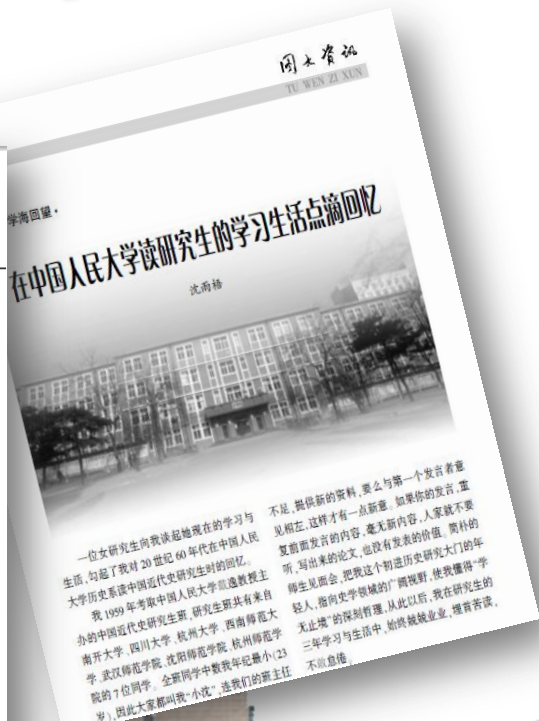 图文资讯
TU WEN ZI XUN
学海回望·
在中国人民大学读研究生的学习生活点滴回忆
沈雨梧
一位女研究生向我谈起她现在的学习与
生活,勾起了我对20世纪60年代在中国人民
大学历史系读中国近代史研究生时的回忆。
我1959年考取中国人民大学尚逸教授主
办的中国近代史研究生班,研究生班共有来自
南开大学、四川大学、杭州大学、西南师范大
学、武汉师范学院、沈阳师范学院、杭州师范学
院的7位同学。全班同学中数我年纪最小(23
岁),因此大家都叫我“小沈”,连我们的班主任
不足,提供新的资料,要么与第一个发言者意
见相左,这样才有一点新意。如果你的发言,重
复前面发言的内容,毫无新内容,人家就不要
听,写出来的论文,也没有发表的价值。简朴的
师生见面会,把我这个初进历史研究大门的年
轻人,指向史学领域的广阔视野,使我懂得“学
无止境”的深刻哲理,从此以后,我在研究生的
三年学习与生活中,始终兢兢业业,埋首苦读,
不敢怠倦。